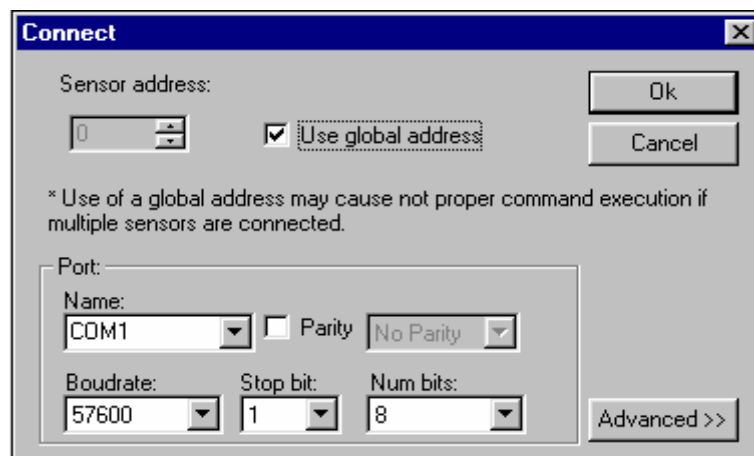 Connect
Sensor address:
Ok
0
Use global address
Cancel
* Use of a global address may cause not proper command execution if
multiple sensors are connected.
Port:
Name:
COM1
Parity
No Parity
Boudrate:
Stop bit:
Num bits:
57600
1
8
Advanced >>